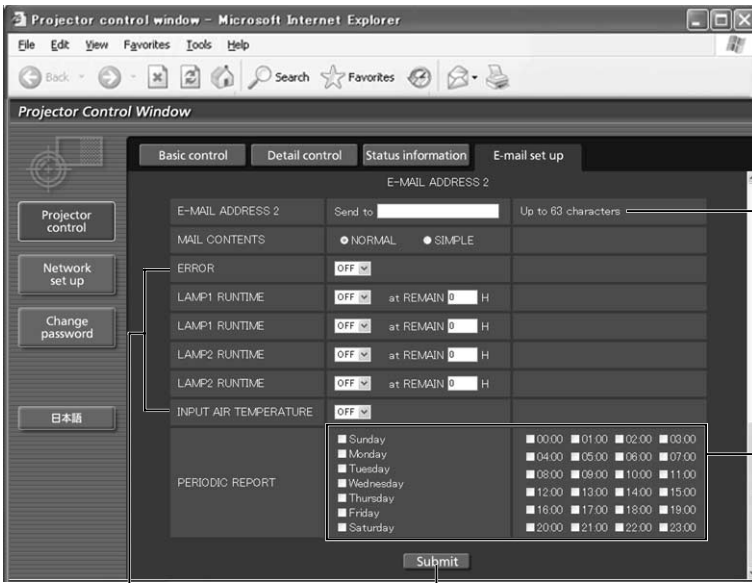 Projector control window - Microsoft Internet Explorer
File Edit View Favorites Tools Help
Back Search Favorites
Projector Control Window
Basic control Detail control Status information E-mail set up
E-MAIL ADDRESS 2
Projector control
Network set up
Change password
日本語
E-MAIL ADDRESS 2 Send to Up to 63 characters
MAIL CONTENTS NORMAL SIMPLE
ERROR OFF
LAMP1 RUNTIME OFF at REMAIN 0 H
LAMP1 RUNTIME OFF at REMAIN 0 H
LAMP2 RUNTIME OFF at REMAIN 0 H
LAMP2 RUNTIME OFF at REMAIN 0 H
INPUT AIR TEMPERATURE OFF
PERIODIC REPORT
Sunday
Monday
Tuesday
Wednesday
Thursday
Friday
Saturday
00:00 01:00 02:00 03:00
04:00 05:00 06:00 07:00
08:00 09:00 10:00 11:00
12:00 13:00 14:00 15:00
16:00 17:00 18:00 19:00
20:00 21:00 22:00 23:00
Submit